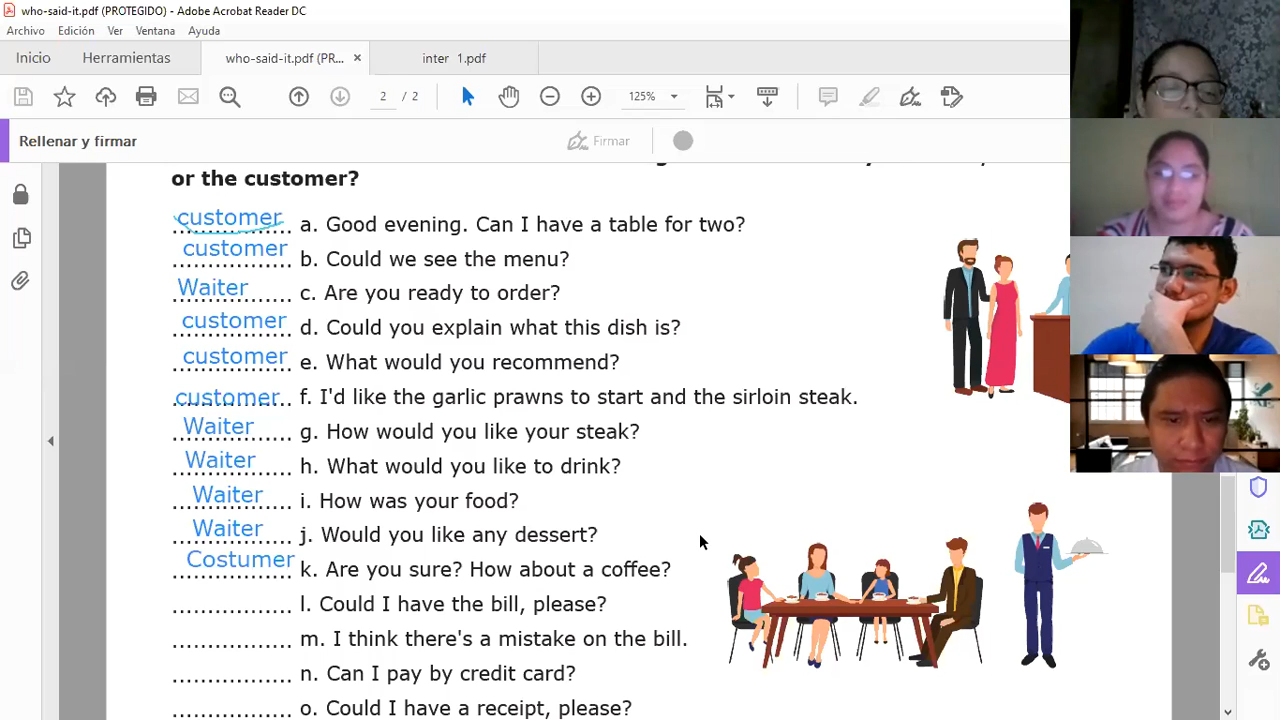 who-said-it.pdf (PROTEGIDO) - Adobe Acrobat Reader DC
Archivo Edición Ver Ventana Ayuda
Inicio Herramientas who-said-it.pdf (PR... × inter 1.pdf
2 / 2 125%
Rellenar y firmar Firmar
or the customer?
customer a. Good evening. Can I have a table for two?
customer b. Could we see the menu?
Waiter c. Are you ready to order?
customer d. Could you explain what this dish is?
customer e. What would you recommend?
customer f. I'd like the garlic prawns to start and the sirloin steak.
Waiter g. How would you like your steak?
Waiter h. What would you like to drink?
Waiter i. How was your food?
Waiter j. Would you like any dessert?
Costumer k. Are you sure? How about a coffee?
................ l. Could I have the bill, please?
................ m. I think there's a mistake on the bill.
................ n. Can I pay by credit card?
................ o. Could I have a receipt, please?